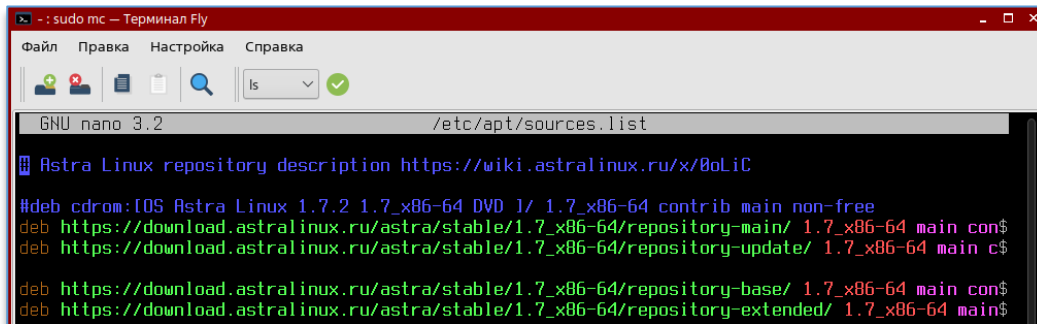 - : sudo mc — Терминал Fly
Файл Правка Настройка Справка
ls
GNU nano 3.2 /etc/apt/sources.list
# Astra Linux repository description https://wiki.astralinux.ru/x/0oLiC
#deb cdrom:[OS Astra Linux 1.7.2 1.7_x86-64 DVD ]/ 1.7_x86-64 contrib main non-free
deb https://download.astralinux.ru/astra/stable/1.7_x86-64/repository-main/ 1.7_x86-64 main con$
deb https://download.astralinux.ru/astra/stable/1.7_x86-64/repository-update/ 1.7_x86-64 main c$
deb https://download.astralinux.ru/astra/stable/1.7_x86-64/repository-base/ 1.7_x86-64 main con$
deb https://download.astralinux.ru/astra/stable/1.7_x86-64/repository-extended/ 1.7_x86-64 main$